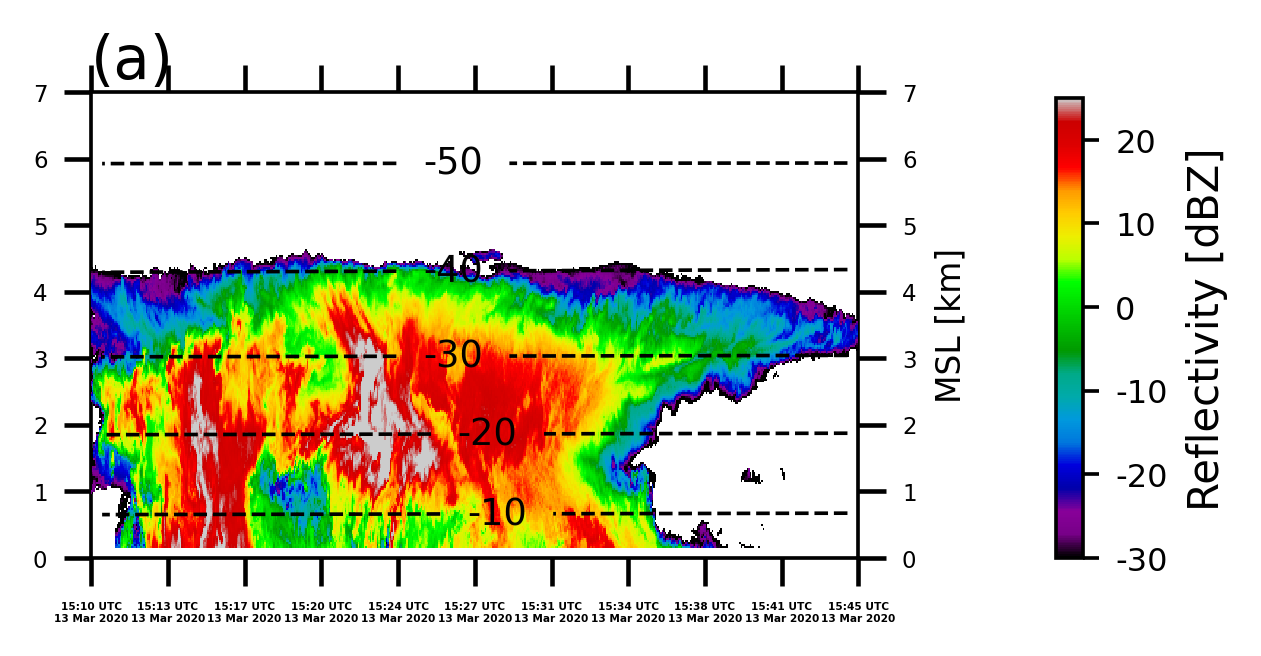 (a)
7 7
6 -50 6
5 5
-40
4 4
3 -30 3
2 -20 2
1 1
-10
0 0
15:10 UTC 15:13 UTC 15:17 UTC 15:20 UTC 15:24 UTC 15:27 UTC 15:31 UTC 15:34 UTC 15:38 UTC 15:41 UTC 15:45 UTC
13 Mar 2020 13 Mar 2020 13 Mar 2020 13 Mar 2020 13 Mar 2020 13 Mar 2020 13 Mar 2020 13 Mar 2020 13 Mar 2020 13 Mar 2020 13 Mar 2020
MSL [km]
20
10
0
-10
-20
-30
Reflectivity [dBZ]